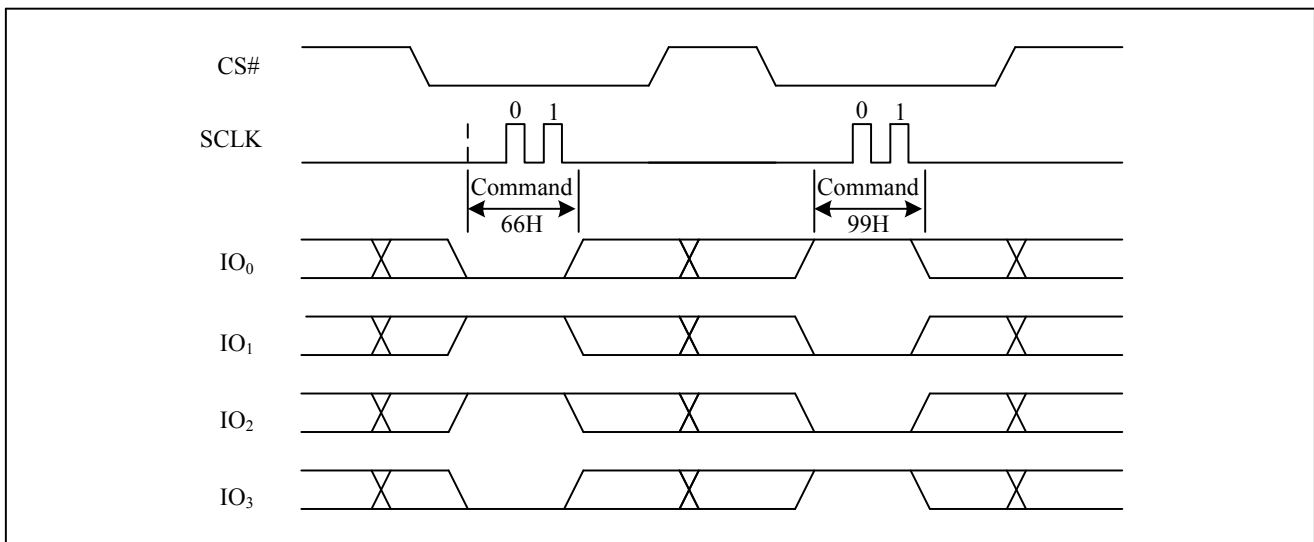 CS#
0 1 0 1
SCLK
Command Command
66H 99H
IO₀
IO₁
IO₂
IO₃